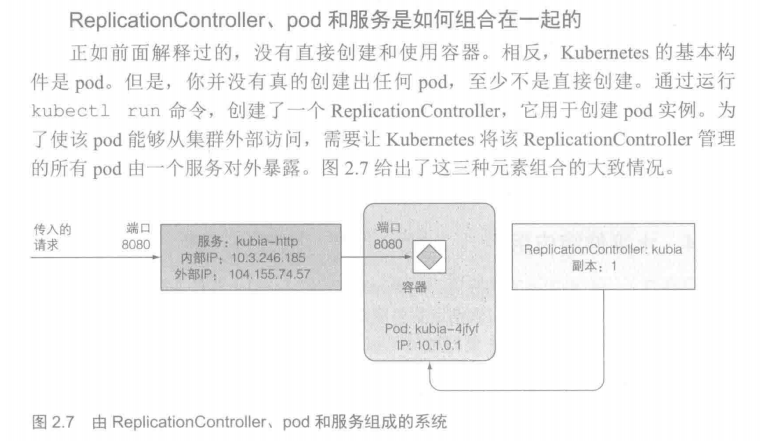 ReplicationController、pod 和服务是如何组合在一起的
正如前面解释过的，没有直接创建和使用容器。相反，Kubernetes 的基本构
件是 pod。但是，你并没有真的创建出任何 pod，至少不是直接创建。通过运行
kubectl run 命令，创建了一个 ReplicationController，它用于创建 pod 实例。为
了使该 pod 能够从集群外部访问，需要让 Kubernetes 将该 ReplicationController 管理
的所有 pod 由一个服务对外暴露。图 2.7 给出了这三种元素组合的大致情况。
传入的
请求
端口
8080
服务：kubia-http
内部IP：10.3.246.185
外部IP：104.155.74.57
端口
8080
容器
Pod: kubia-4jfyf
IP: 10.1.0.1
ReplicationController: kubia
副本：1
图 2.7 由 ReplicationController、pod 和服务组成的系统